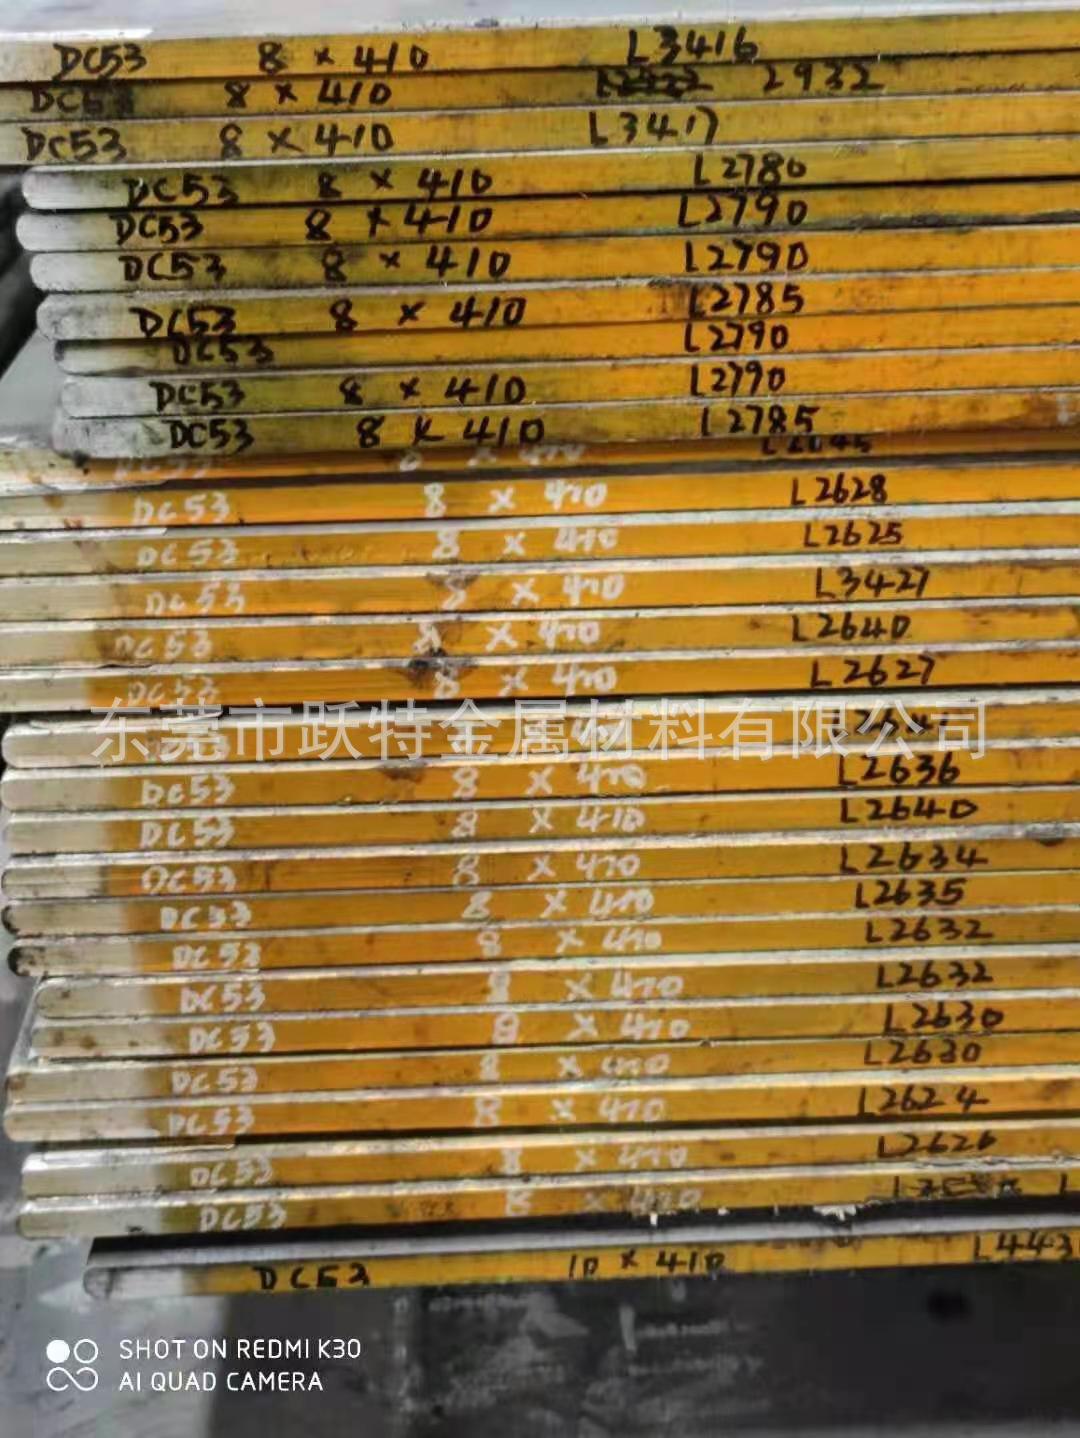 DC53 8 × 410 L3416
8 × 410 2932
DC53 8 × 410 L3417
DC53 8 × 410 L2780
DC53 8 × 410 L2790
DC53 8 × 410 L2790
DC53 8 × 410 L2785
DC53 L2790
DC53 8 × 410 L2790
DC53 8 × 410 L2785
DC53 8 × 410 L2628
DC53 8 × 410 L2625
DC53 8 × 410 L3427
DC53 8 × 410 L2640
DC53 8 × 410 L2627
东莞市跃特金属材料有限公司
DC53 8 × 410 L2636
DC53 8 × 410 L2640
DC53 8 × 410 L2634
DC53 8 × 410 L2635
DC53 8 × 410 L2632
DC53 8 × 410 L2632
DC53 8 × 410 L2630
DC53 8 × 410 L2630
DC53 8 × 410 L2624
DC53 8 × 410 L2626
DC53 8 × 410
DC53 10 × 410 L443
SHOT ON REDMI K30
AI QUAD CAMERA